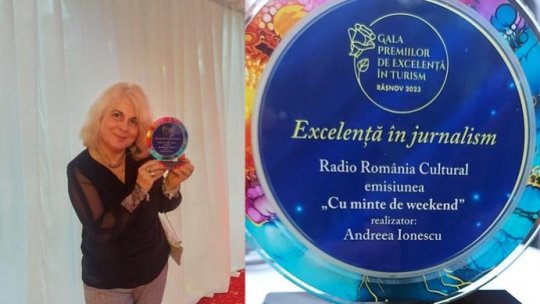 GALA
PREMIILOR
DE EXCELENȚĂ
ÎN TURISM
RÂȘNOV 2023
Excelență în jurnalism
Radio România Cultural
emisiunea
„Cu minte de weekend”
realizator:
Andreea Ionescu